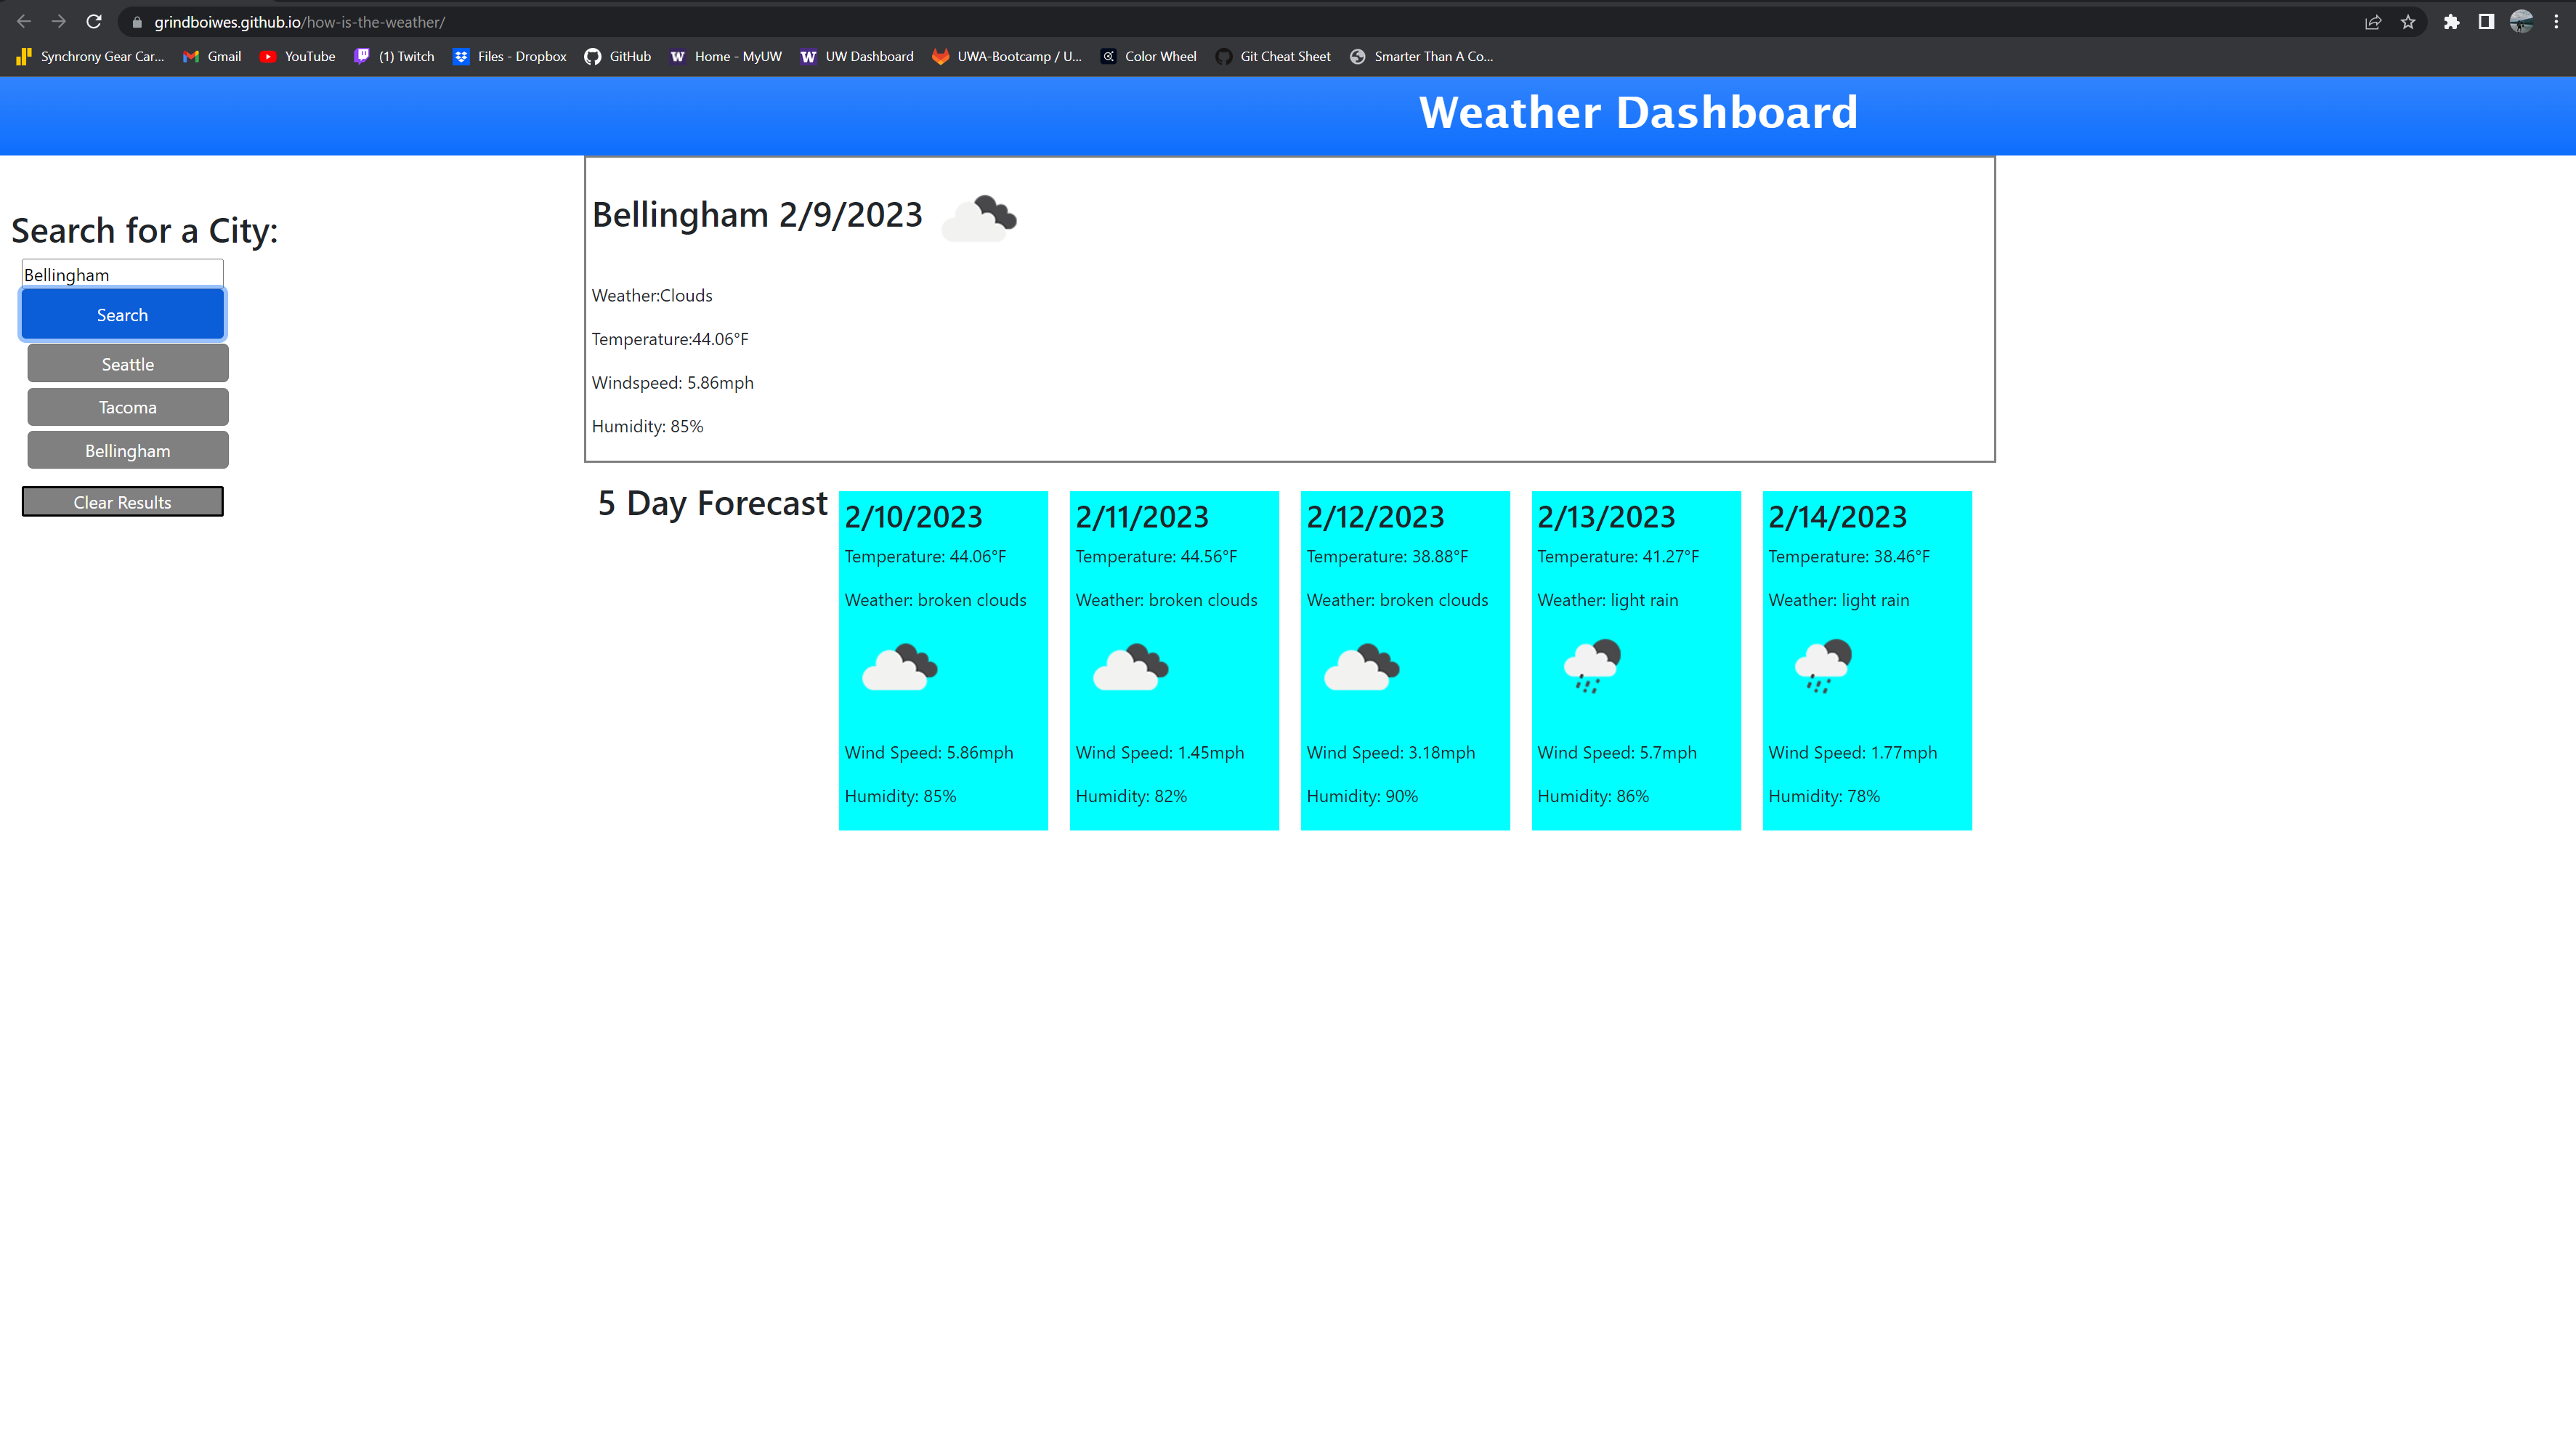 grindboiwes.github.io/how-is-the-weather/
Synchrony Gear Car... Gmail YouTube (1) Twitch Files - Dropbox GitHub Home - MyUW UW Dashboard UWA-Bootcamp / U... Color Wheel Git Cheat Sheet Smarter Than A Co...
Weather Dashboard
Search for a City:
Bellingham
Search
Seattle
Tacoma
Bellingham
Clear Results
Bellingham 2/9/2023
Weather:Clouds
Temperature:44.06°F
Windspeed: 5.86mph
Humidity: 85%
5 Day Forecast
2/10/2023
Temperature: 44.06°F
Weather: broken clouds
Wind Speed: 5.86mph
Humidity: 85%
2/11/2023
Temperature: 44.56°F
Weather: broken clouds
Wind Speed: 1.45mph
Humidity: 82%
2/12/2023
Temperature: 38.88°F
Weather: broken clouds
Wind Speed: 3.18mph
Humidity: 90%
2/13/2023
Temperature: 41.27°F
Weather: light rain
Wind Speed: 5.7mph
Humidity: 86%
2/14/2023
Temperature: 38.46°F
Weather: light rain
Wind Speed: 1.77mph
Humidity: 78%